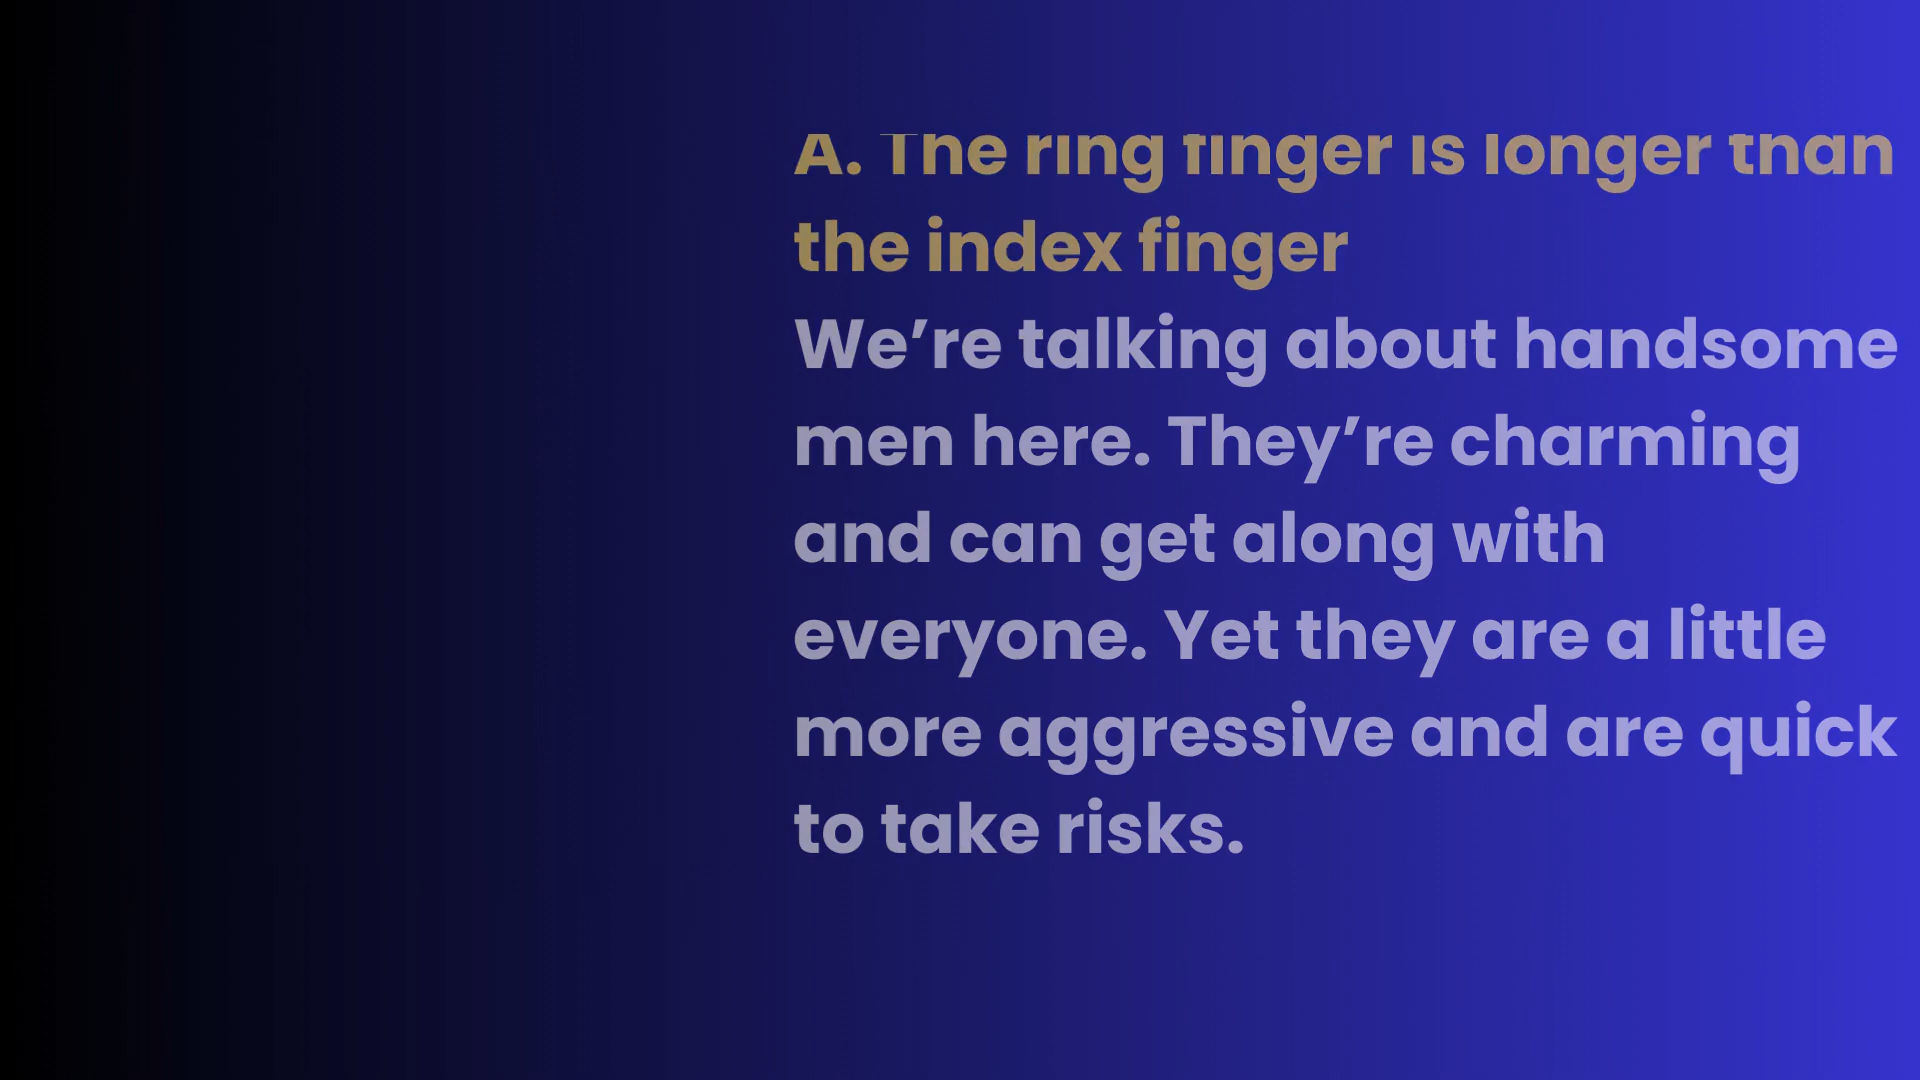 A. The ring finger is longer than
the index finger
We’re talking about handsome
men here. They’re charming
and can get along with
everyone. Yet they are a little
more aggressive and are quick
to take risks.